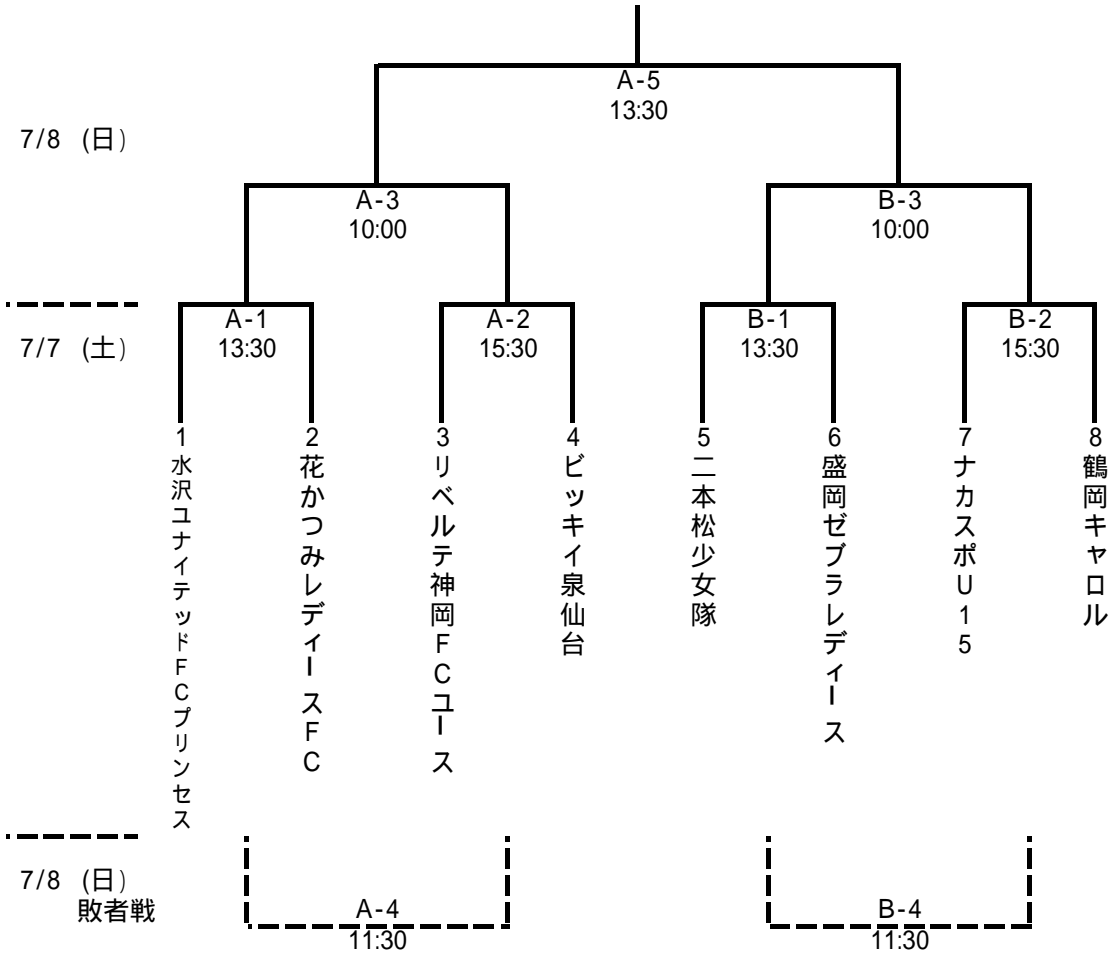 A-5
13:30
7/8 (日)
A-3
10:00
B-3
10:00
7/7 (土)
A-1
13:30
A-2
15:30
B-1
13:30
B-2
15:30
1
水沢ユナイテッドFCプリンセス
2
花かつみレディースFC
3
リベルテ神岡FCユース
4
ビッキイ泉仙台
5
二本松少女隊
6
盛岡ゼブラレディース
7
ナカスポU15
8
鶴岡キャロル
7/8 (日)
敗者戦
A-4
11:30
B-4
11:30